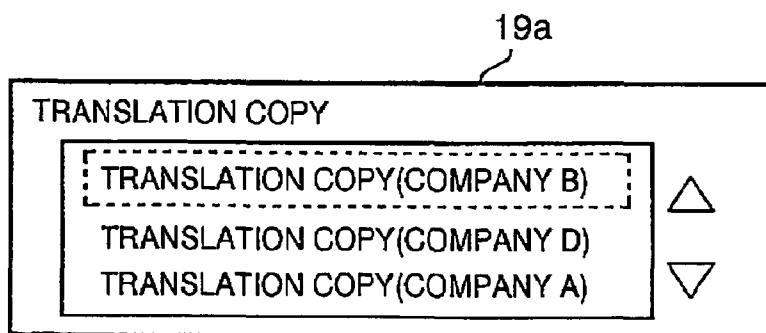 19a
TRANSLATION COPY
TRANSLATION COPY(COMPANY B)
TRANSLATION COPY(COMPANY D)
TRANSLATION COPY(COMPANY A)